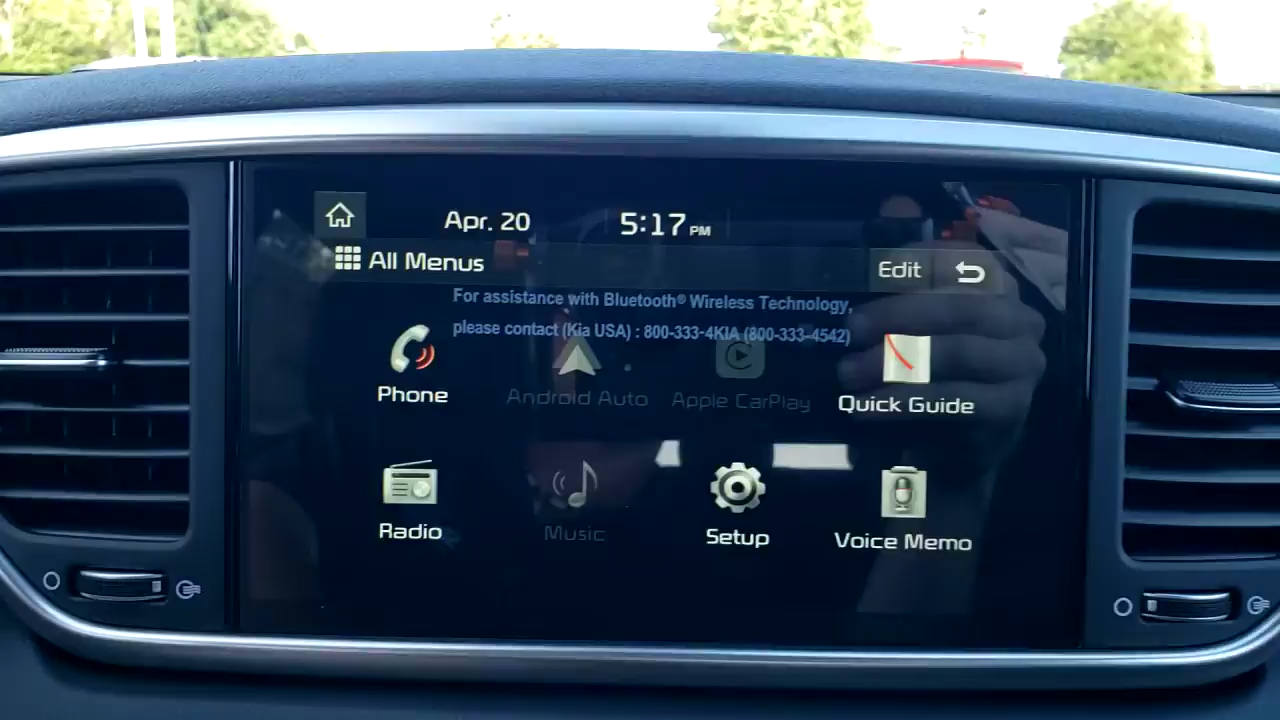 Apr. 20 5:17 PM
All Menus Edit
For assistance with Bluetooth® Wireless Technology,
please contact (Kia USA) : 800-333-4KIA (800-333-4542)
Phone Android Auto Apple CarPlay Quick Guide
Radio Music Setup Voice Memo